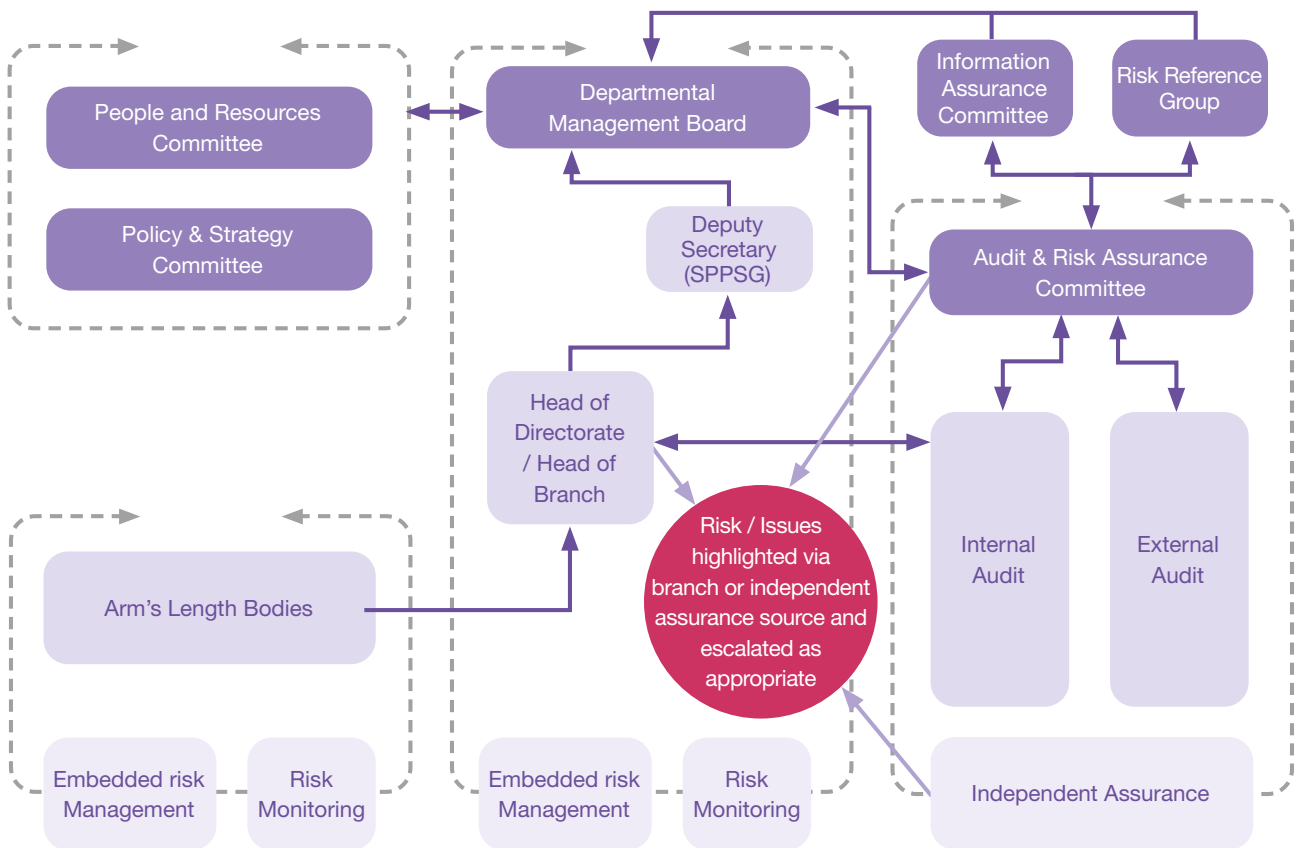 People and Resources
Committee
Policy & Strategy
Committee
Departmental
Management Board
Information
Assurance
Committee
Risk Reference
Group
Deputy
Secretary
(SPPSG)
Audit & Risk Assurance
Committee
Head of
Directorate
/ Head of
Branch
Risk / Issues
highlighted via
branch or independent
assurance source and
escalated as
appropriate
Internal
Audit
External
Audit
Arm’s Length Bodies
Embedded risk
Management
Risk
Monitoring
Embedded risk
Management
Risk
Monitoring
Independent Assurance